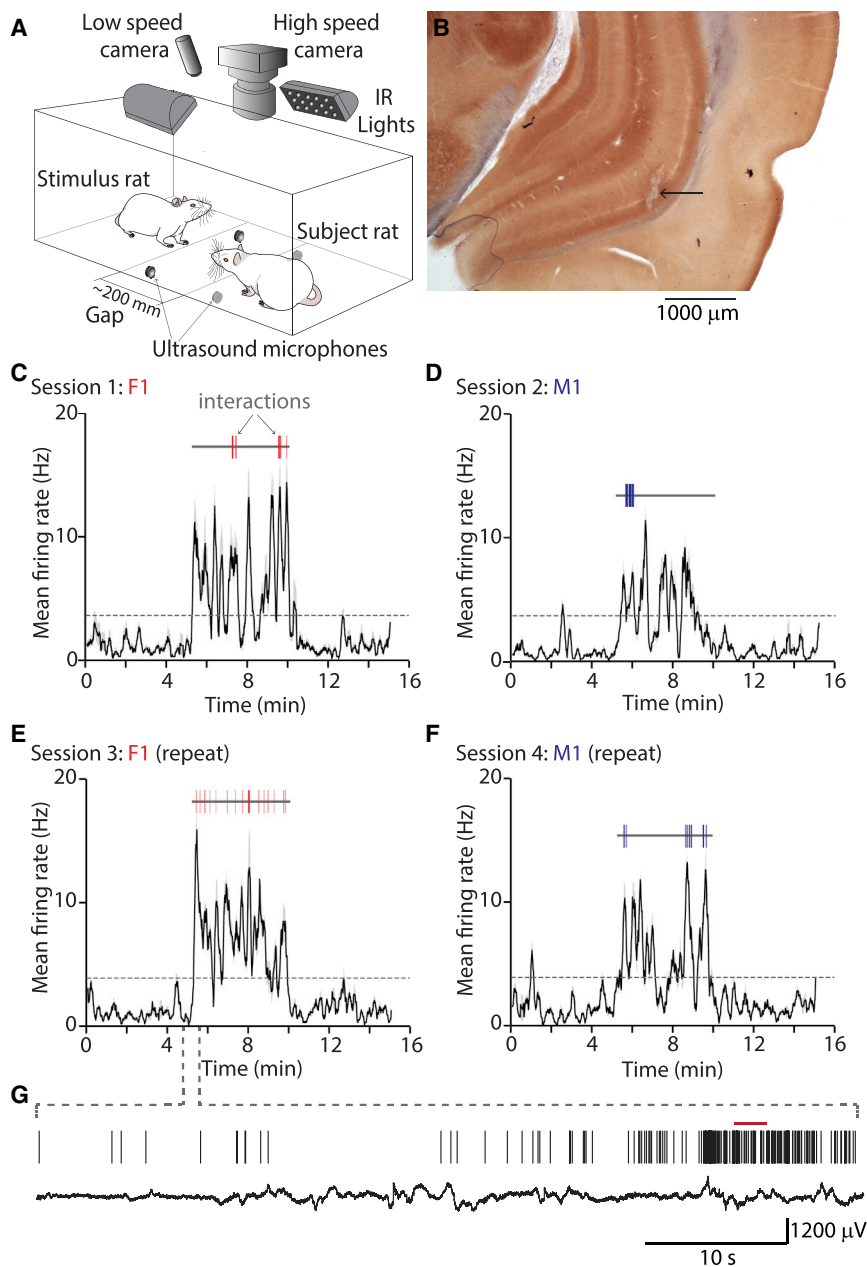 A
Low speed
camera
High speed
camera
IR
Lights
Stimulus rat
Subject rat
~200 mm
Gap
Ultrasound microphones
B
1000 µm
C
Session 1: F1
interactions
20
10
0
Mean firing rate (Hz)
0 4 8 12 16
Time (min)
D
Session 2: M1
20
10
0
Mean firing rate (Hz)
0 4 8 12 16
Time (min)
E
Session 3: F1 (repeat)
20
10
0
Mean firing rate (Hz)
0 4 8 12 16
Time (min)
F
Session 4: M1 (repeat)
20
10
0
Mean firing rate (Hz)
0 4 8 12 16
Time (min)
G
1200 µV
10 s